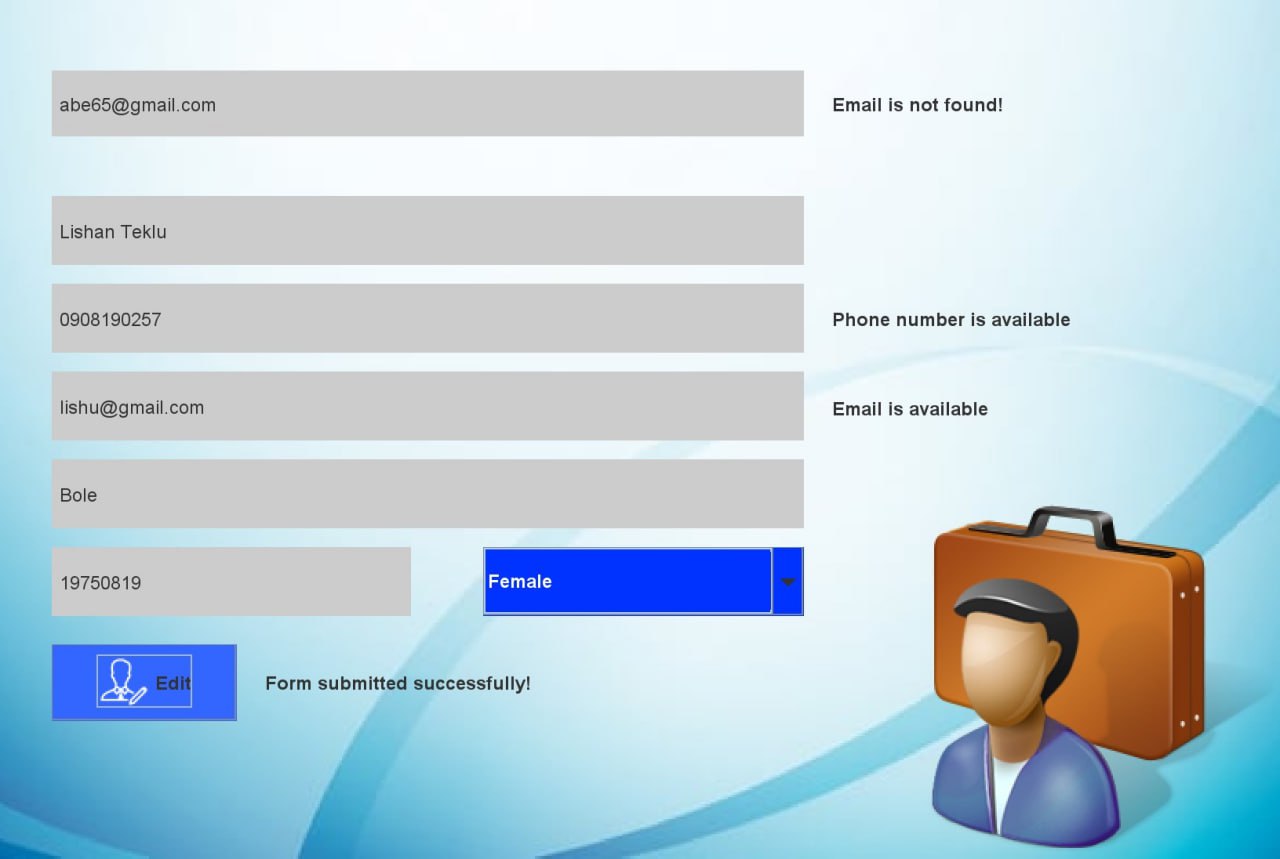 abe65@gmail.com
Email is not found!
Lishan Teklu
0908190257
Phone number is available
lishu@gmail.com
Email is available
Bole
19750819
Female
Edit
Form submitted successfully!